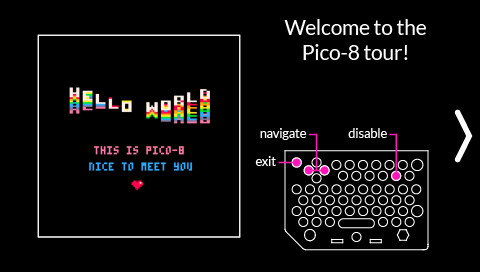 Welcome to the
Pico-8 tour!
HELLO WORLD
THIS IS PICO-8
NICE TO MEET YOU
navigate
disable
exit